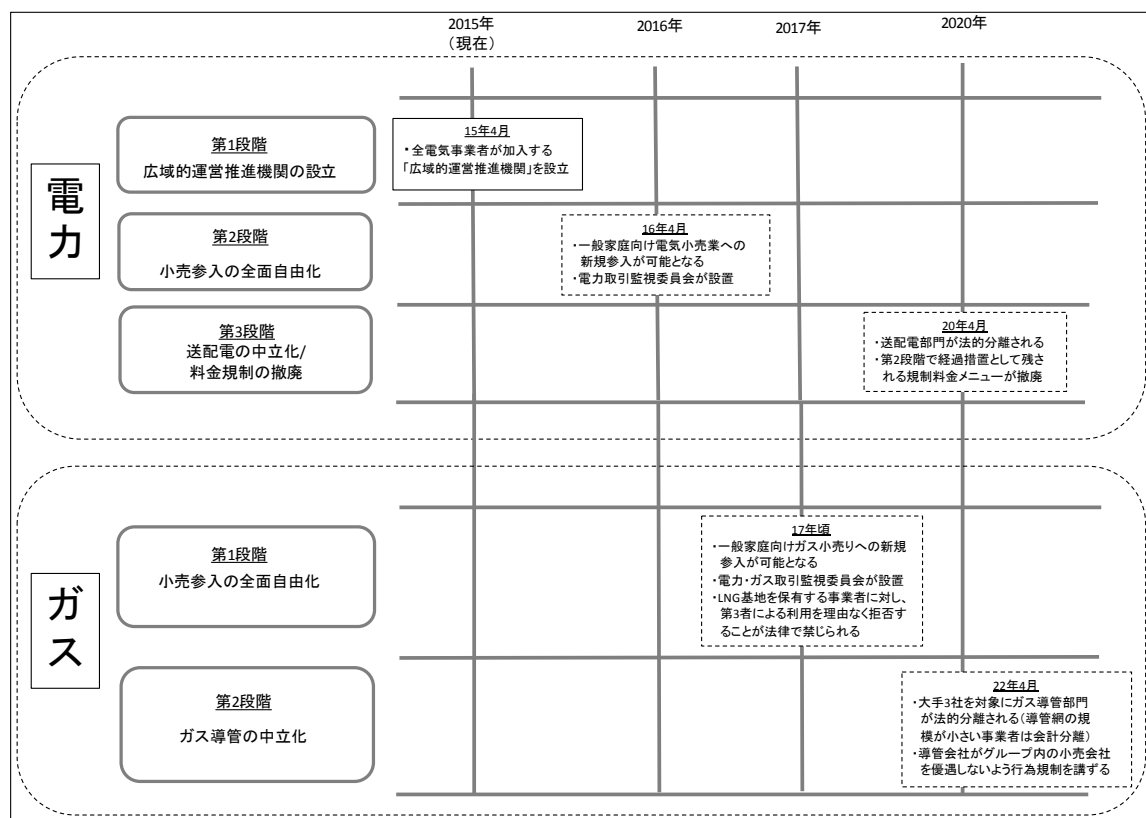 2015年
(現在)
2016年
2017年
2020年
電力
第1段階
広域的運営推進機関の設立
15年4月
・全電気事業者が加入する
「広域的運営推進機関」を設立
第2段階
小売参入の全面自由化
16年4月
・一般家庭向け電気小売業への
新規参入が可能となる
・電力取引監視委員会が設置
第3段階
送配電の中立化/
料金規制の撤廃
20年4月
・送配電部門が法的分離される
・第2段階で経過措置として残さ
れる規制料金メニューが撤廃
ガス
第1段階
小売参入の全面自由化
17年頃
・一般家庭向けガス小売りへの新規
参入が可能となる
・電力・ガス取引監視委員会が設置
・LNG基地を保有する事業者に対し、
第3者による利用を理由なく拒否す
ることが法律で禁じられる
第2段階
ガス導管の中立化
22年4月
・大手3社を対象にガス導管部門
が法的分離される(導管網の規
模が小さい事業者は会計分離)
・導管会社がグループ内の小売会社
を優遇しないよう行為規制を講ずる